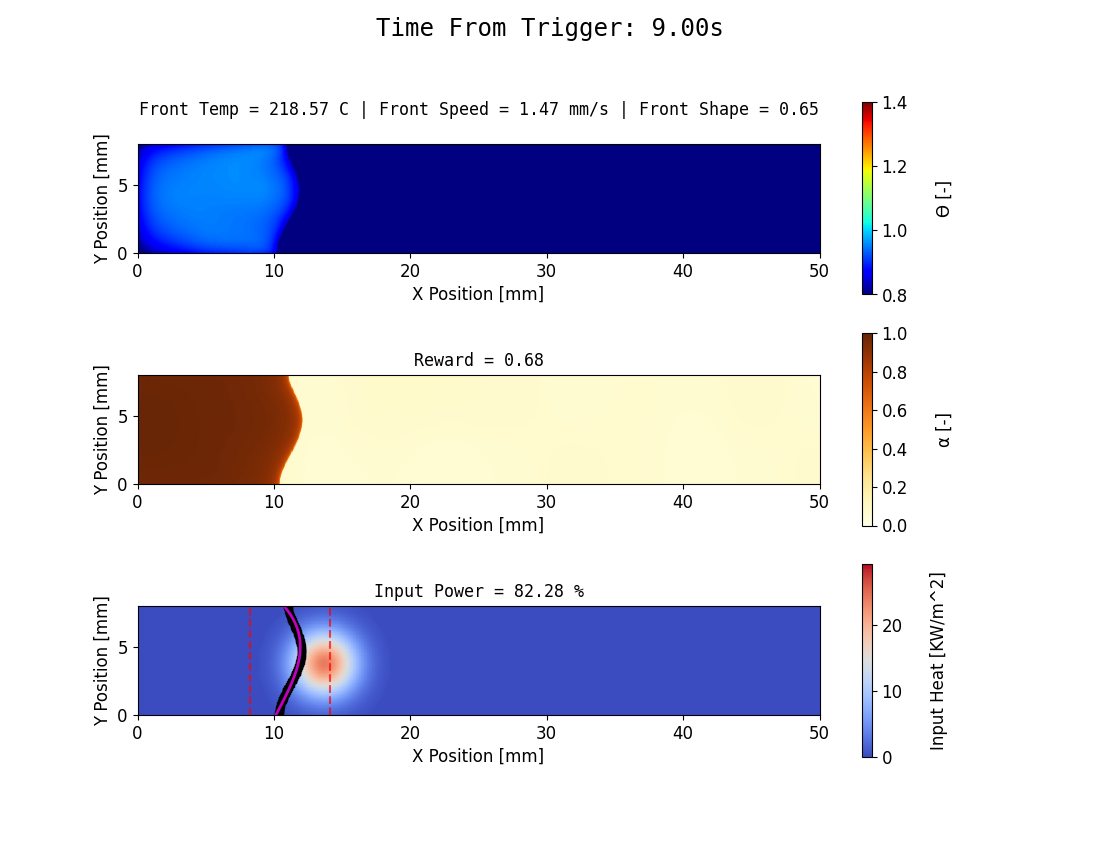 Time From Trigger: 9.00s
Front Temp = 218.57 C | Front Speed = 1.47 mm/s | Front Shape = 0.65
Y Position [mm]
5
0
0 10 20 30 40 50
X Position [mm]
1.4
1.2
1.0
0.8
Θ [-]
Reward = 0.68
Y Position [mm]
5
0
0 10 20 30 40 50
X Position [mm]
1.0
0.8
0.6
0.4
0.2
0.0
α [-]
Input Power = 82.28 %
Y Position [mm]
5
0
0 10 20 30 40 50
X Position [mm]
20
10
0
Input Heat [KW/m^2]